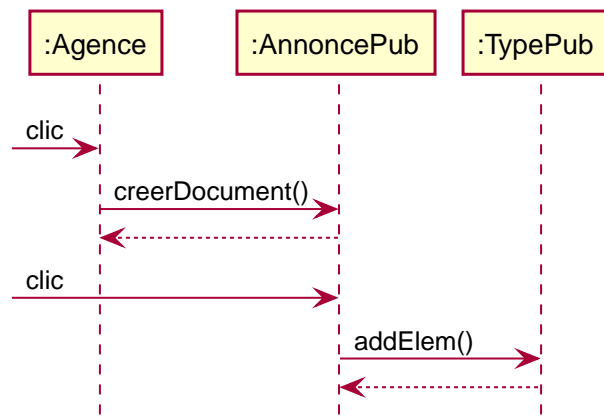 :Agence
:AnnoncePub
:TypePub
clic
creerDocument()
clic
addElem()